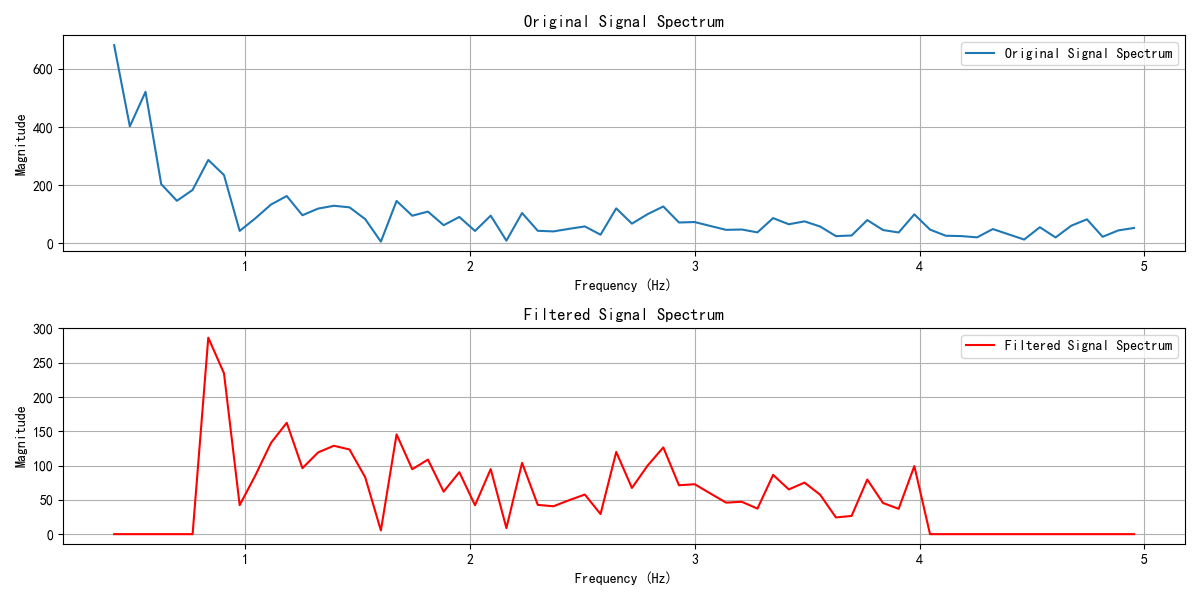 Original Signal Spectrum
Original Signal Spectrum
Magnitude
600
400
200
0
1 2 3 4 5
Frequency (Hz)
Filtered Signal Spectrum
Filtered Signal Spectrum
Magnitude
300
250
200
150
100
50
0
1 2 3 4 5
Frequency (Hz)